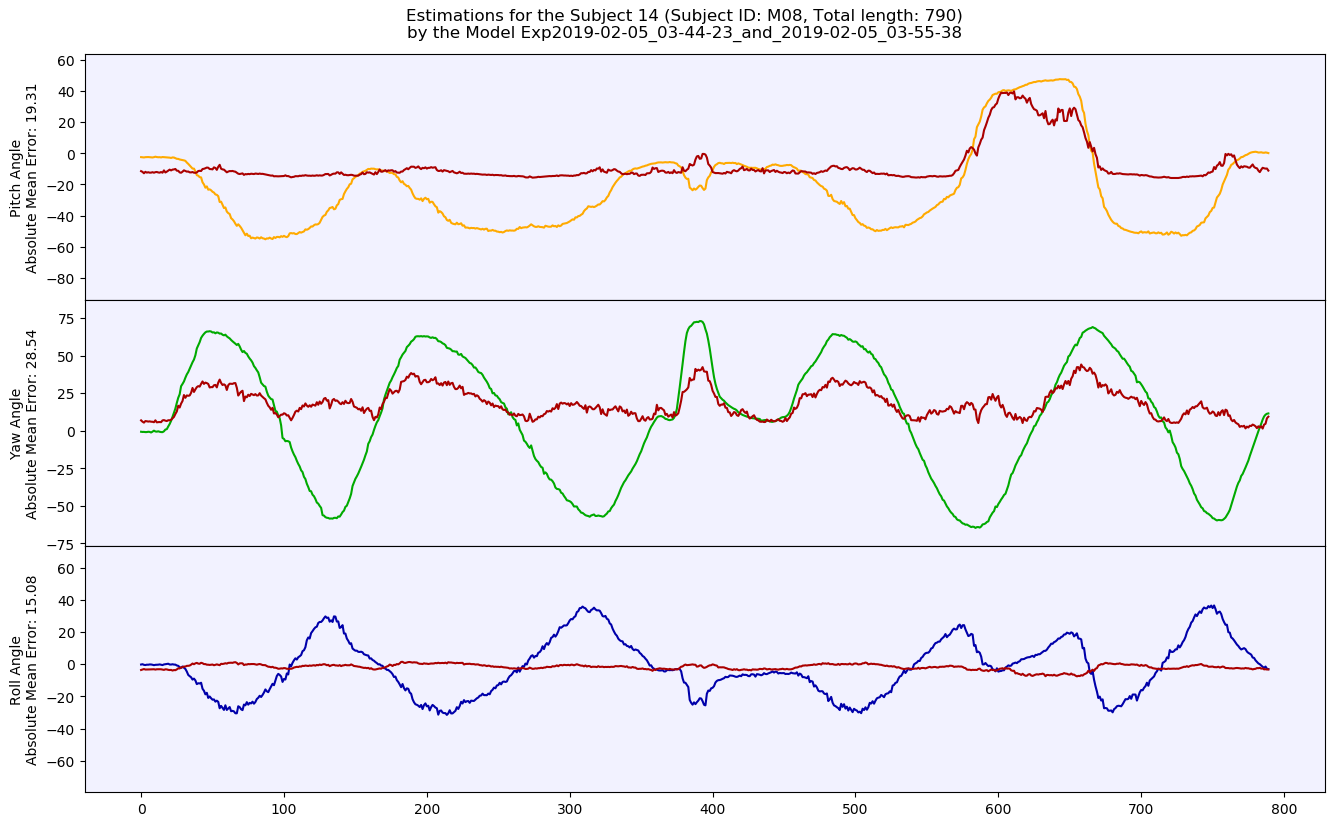 Estimations for the Subject 14 (Subject ID: M08, Total length: 790)
by the Model Exp2019-02-05_03-44-23_and_2019-02-05_03-55-38
Pitch Angle
Absolute Mean Error: 19.31
60
40
20
0
−20
−40
−60
−80
Yaw Angle
Absolute Mean Error: 28.54
75
50
25
0
−25
−50
−75
Roll Angle
Absolute Mean Error: 15.08
60
40
20
0
−20
−40
−60
0 100 200 300 400 500 600 700 800